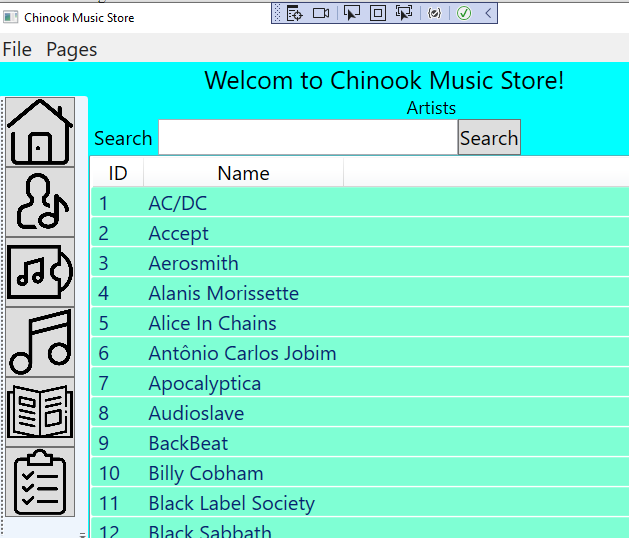 Chinook Music Store
File Pages
Welcom to Chinook Music Store!
Artists
Search Search
ID Name
1 AC/DC
2 Accept
3 Aerosmith
4 Alanis Morissette
5 Alice In Chains
6 Antônio Carlos Jobim
7 Apocalyptica
8 Audioslave
9 BackBeat
10 Billy Cobham
11 Black Label Society
12 Black Sabbath